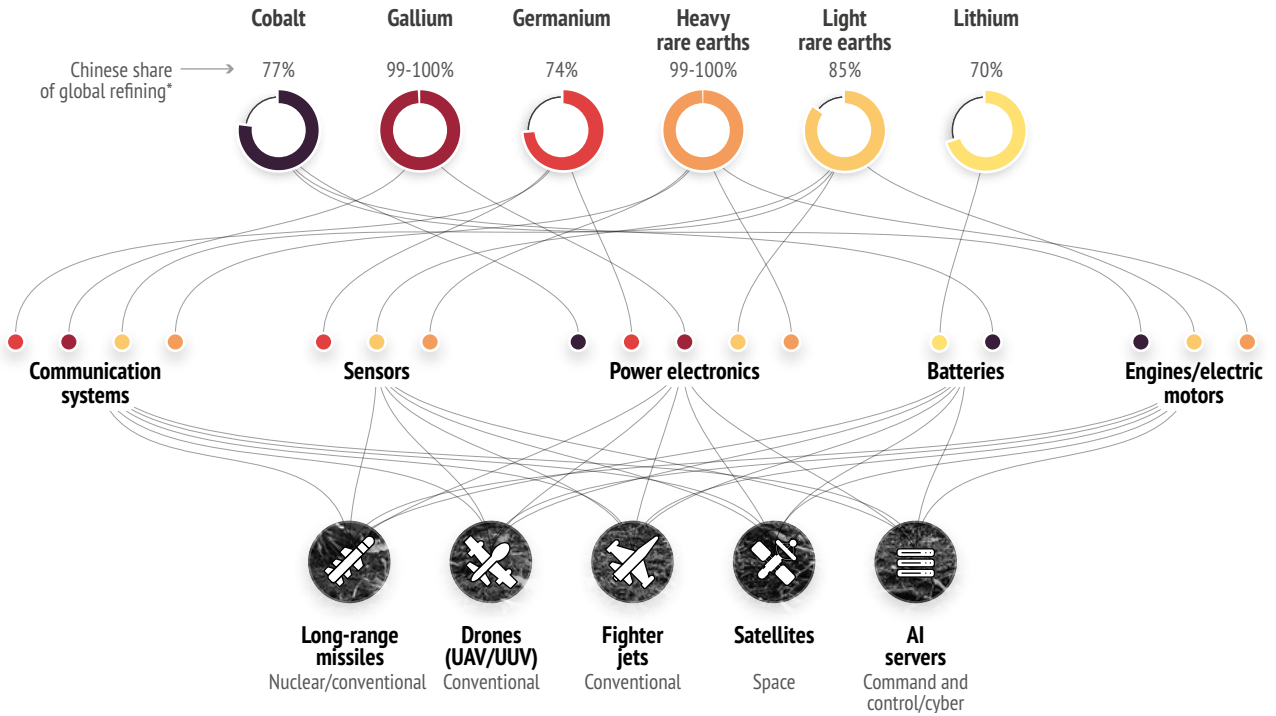 Cobalt
Gallium
Germanium
Heavy
rare earths
Light
rare earths
Lithium
Chinese share
of global refining*
77%
99-100%
74%
99-100%
85%
70%
Communication
systems
Sensors
Power electronics
Batteries
Engines/electric
motors
Long-range
missiles
Nuclear/conventional
Drones
(UAV/UUV)
Conventional
Fighter
jets
Conventional
Satellites
Space
AI
servers
Command and
control/cyber